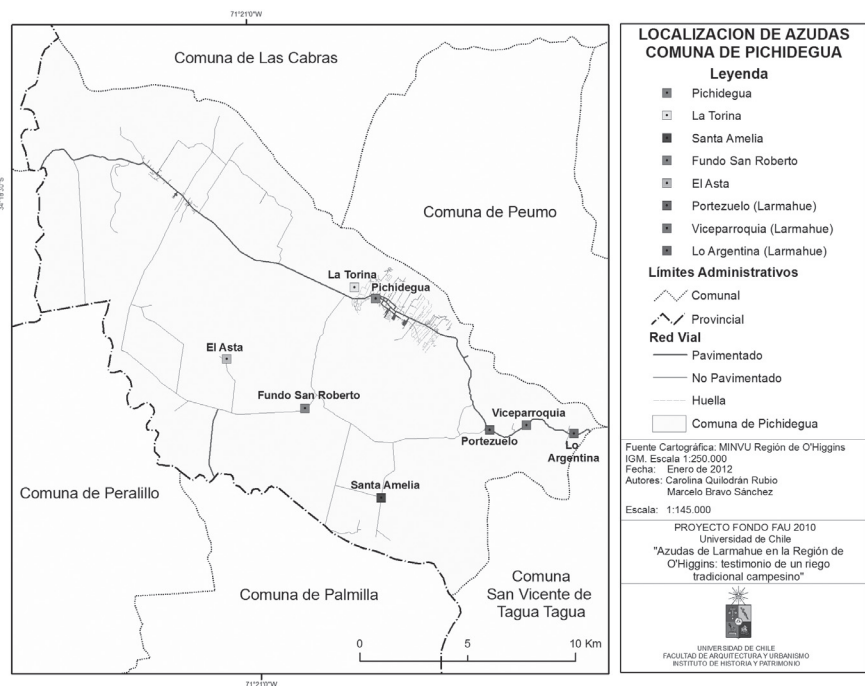 71°21'0"W
Comuna de Las Cabras
Comuna de Peumo
La Torina
Pichidegua
El Asta
Fundo San Roberto
Viceparroquia
Portezuelo
Lo
Argentina
Santa Amelia
Comuna de Peralillo
Comuna de Palmilla
Comuna
San Vicente de
Tagua Tagua
0 5 10 Km
71°21'0"W
LOCALIZACION DE AZUDAS
COMUNA DE PICHIDEGUA
Leyenda
Pichidegua
La Torina
Santa Amelia
Fundo San Roberto
El Asta
Portezuelo (Larmahue)
Viceparroquia (Larmahue)
Lo Argentina (Larmahue)
Límites Administrativos
Comunal
Provincial
Red Vial
Pavimentado
No Pavimentado
Huella
Comuna de Pichidegua
Fuente Cartográfica: MINVU Región de O'Higgins
IGM. Escala 1:250.000
Fecha: Enero de 2012
Autores: Carolina Quilodrán Rubio
Marcelo Bravo Sánchez
Escala: 1:145.000
PROYECTO FONDO FAU 2010
Universidad de Chile
"Azudas de Larmahue en la Región de
O'Higgins: testimonio de un riego
tradicional campesino"
UNIVERSIDAD DE CHILE
FACULTAD DE ARQUITECTURA Y URBANISMO
INSTITUTO DE HISTORIA Y PATRIMONIO